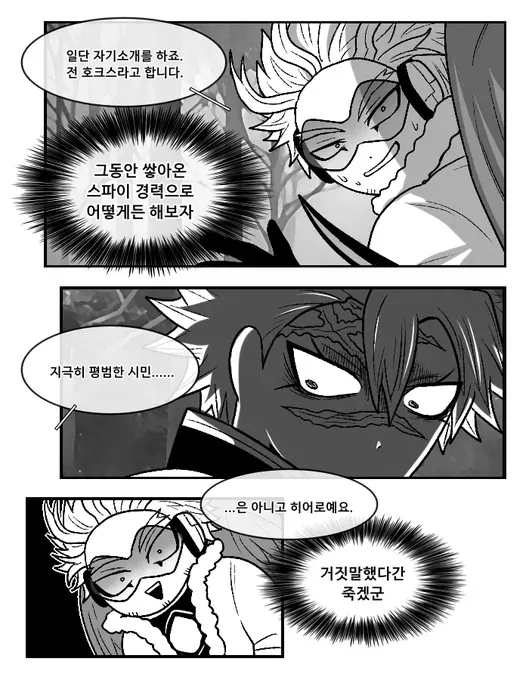 일단 자기소개를 하죠.
전 호크스라고 합니다.
그동안 쌓아온
스파이 경력으로
어떻게든 해보자
지극히 평범한 시민......
...은 아니고 히어로예요.
거짓말했다간
죽겠군